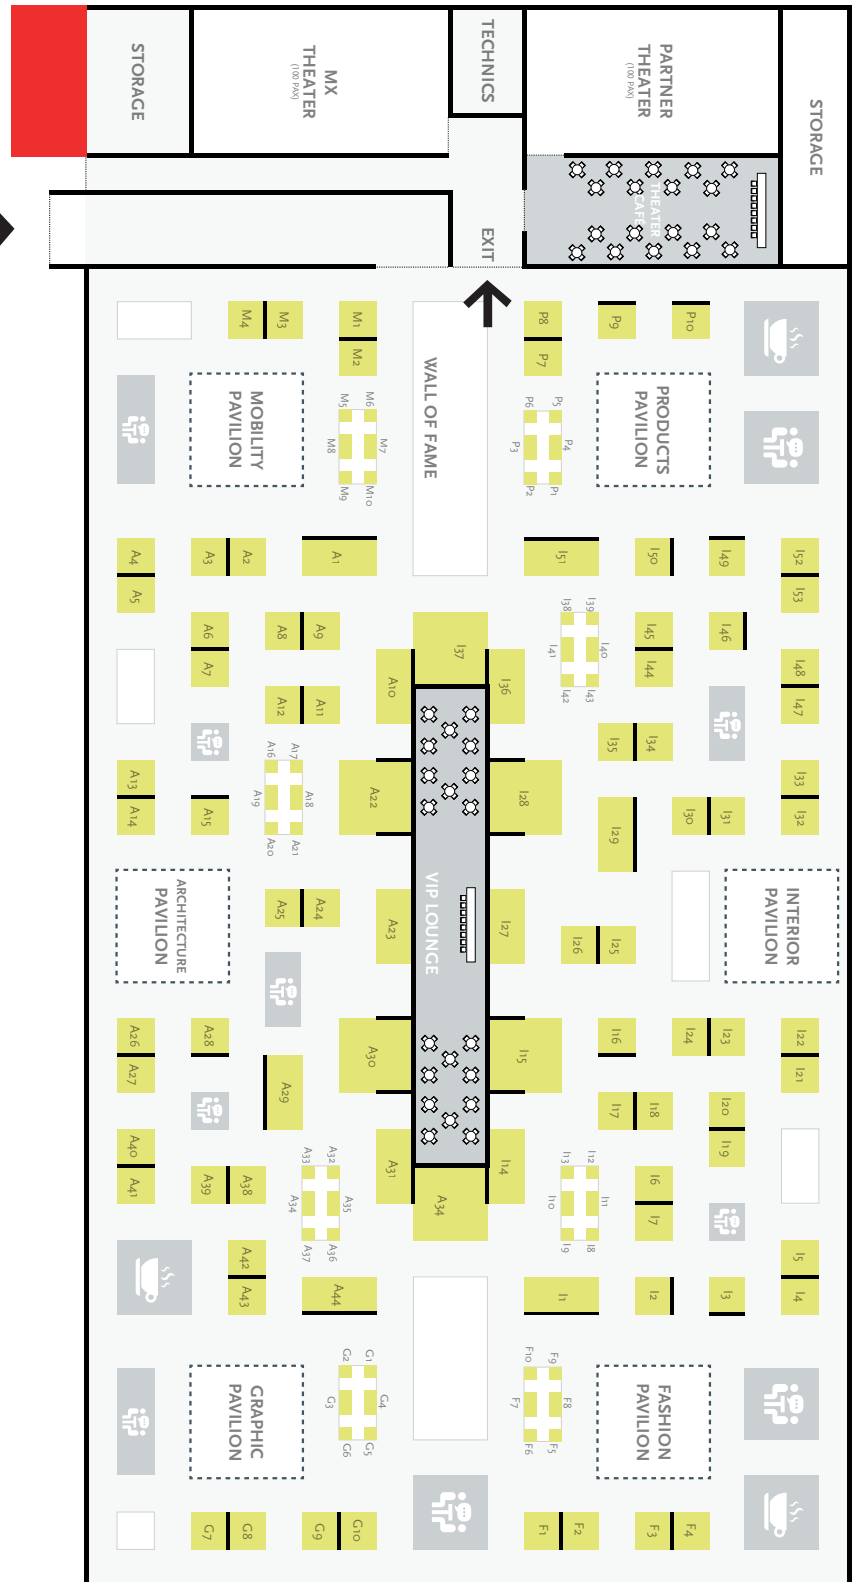 STORAGE
MX
THEATER
(100 PAX)
TECHNICS
PARTNER
THEATER
(100 PAX)
STORAGE
THEATER
CAFE
EXIT
M4
M3
M1
M2
P8
P7
P9
P10
MOBILITY
PAVILION
M5
M6
M7
M8
M9
M10
WALL OF FAME
P6
P5
P4
P3
P2
P1
PRODUCTS
PAVILION
A4
A5
A3
A2
A1
I51
I50
I49
I52
I53
A6
A7
A8
A9
I37
I38
I39
I40
I41
I42
I43
I45
I44
I46
I48
I47
A10
I36
A12
A11
I35
I34
A13
A14
A15
A16
A17
A18
A19
A20
A21
A22
I28
I29
I30
I31
I33
I32
ARCHITECTURE
PAVILION
A25
A24
A23
VIP LOUNGE
I27
I26
I25
INTERIOR
PAVILION
A26
A27
A28
A29
A30
I15
I16
I24
I23
I22
I21
I17
I18
I20
I19
A40
A41
A39
A38
A33
A32
A34
A35
A37
A36
A31
A34
I14
I13
I12
I11
I10
I9
I8
I6
I7
I5
I4
A42
A43
A44
I1
I2
I3
GRAPHIC
PAVILION
G2
G1
G3
G4
G6
G5
F10
F9
F8
F7
F6
F5
FASHION
PAVILION
G7
G8
G9
G10
F1
F2
F3
F4